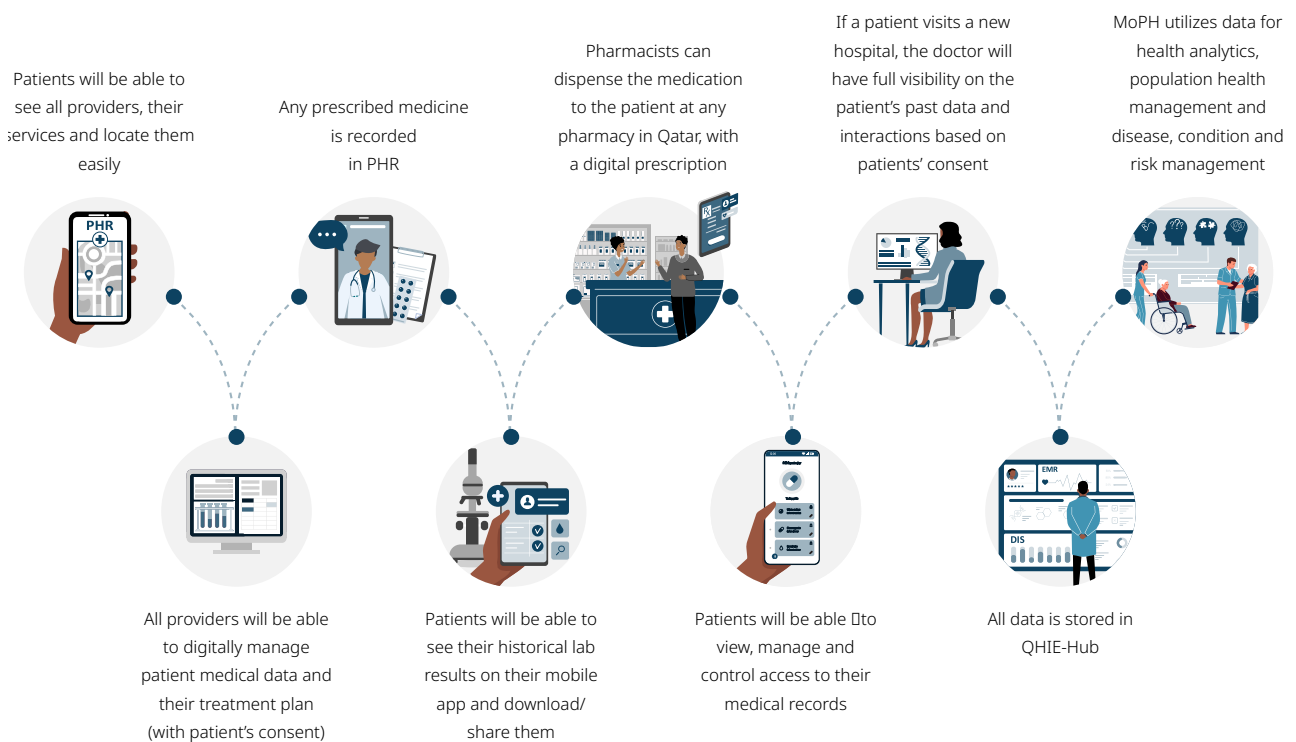 Patients will be able to
see all providers, their
services and locate them
easily
PHR
All providers will be able
to digitally manage
patient medical data and
their treatment plan
(with patient’s consent)
Any prescribed medicine
is recorded
in PHR
Patients will be able to
see their historical lab
results on their mobile
app and download/
share them
Pharmacists can
dispense the medication
to the patient at any
pharmacy in Qatar, with
a digital prescription
Patients will be able to
view, manage and
control access to their
medical records
If a patient visits a new
hospital, the doctor will
have full visibility on the
patient’s past data and
interactions based on
patients’ consent
EMR
DIS
All data is stored in
QHIE-Hub
MoPH utilizes data for
health analytics,
population health
management and
disease, condition and
risk management